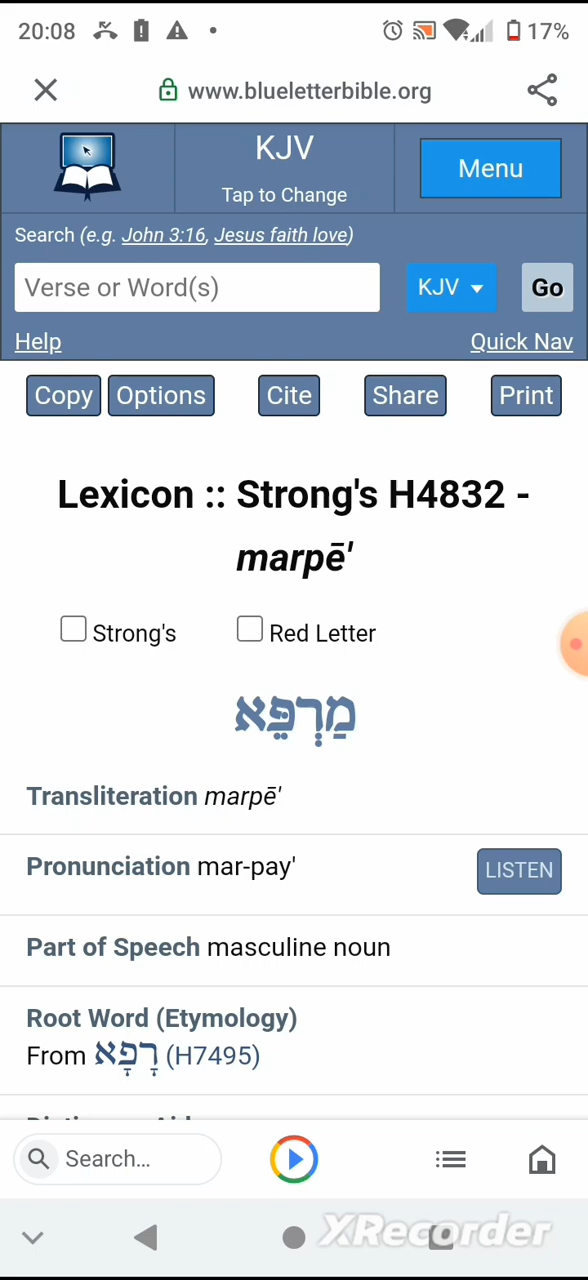 20:08 17%
www.blueletterbible.org
KJV
Tap to Change
Menu
Search (e.g. John 3:16, Jesus faith love)
Verse or Word(s) KJV Go
Help Quick Nav
Copy Options Cite Share Print
Lexicon :: Strong's H4832 -
marpē'
Strong's Red Letter
מַרְפֵּא
Transliteration marpē'
Pronunciation mar-pay' LISTEN
Part of Speech masculine noun
Root Word (Etymology)
From רָפָא (H7495)
Search...
XRecorder